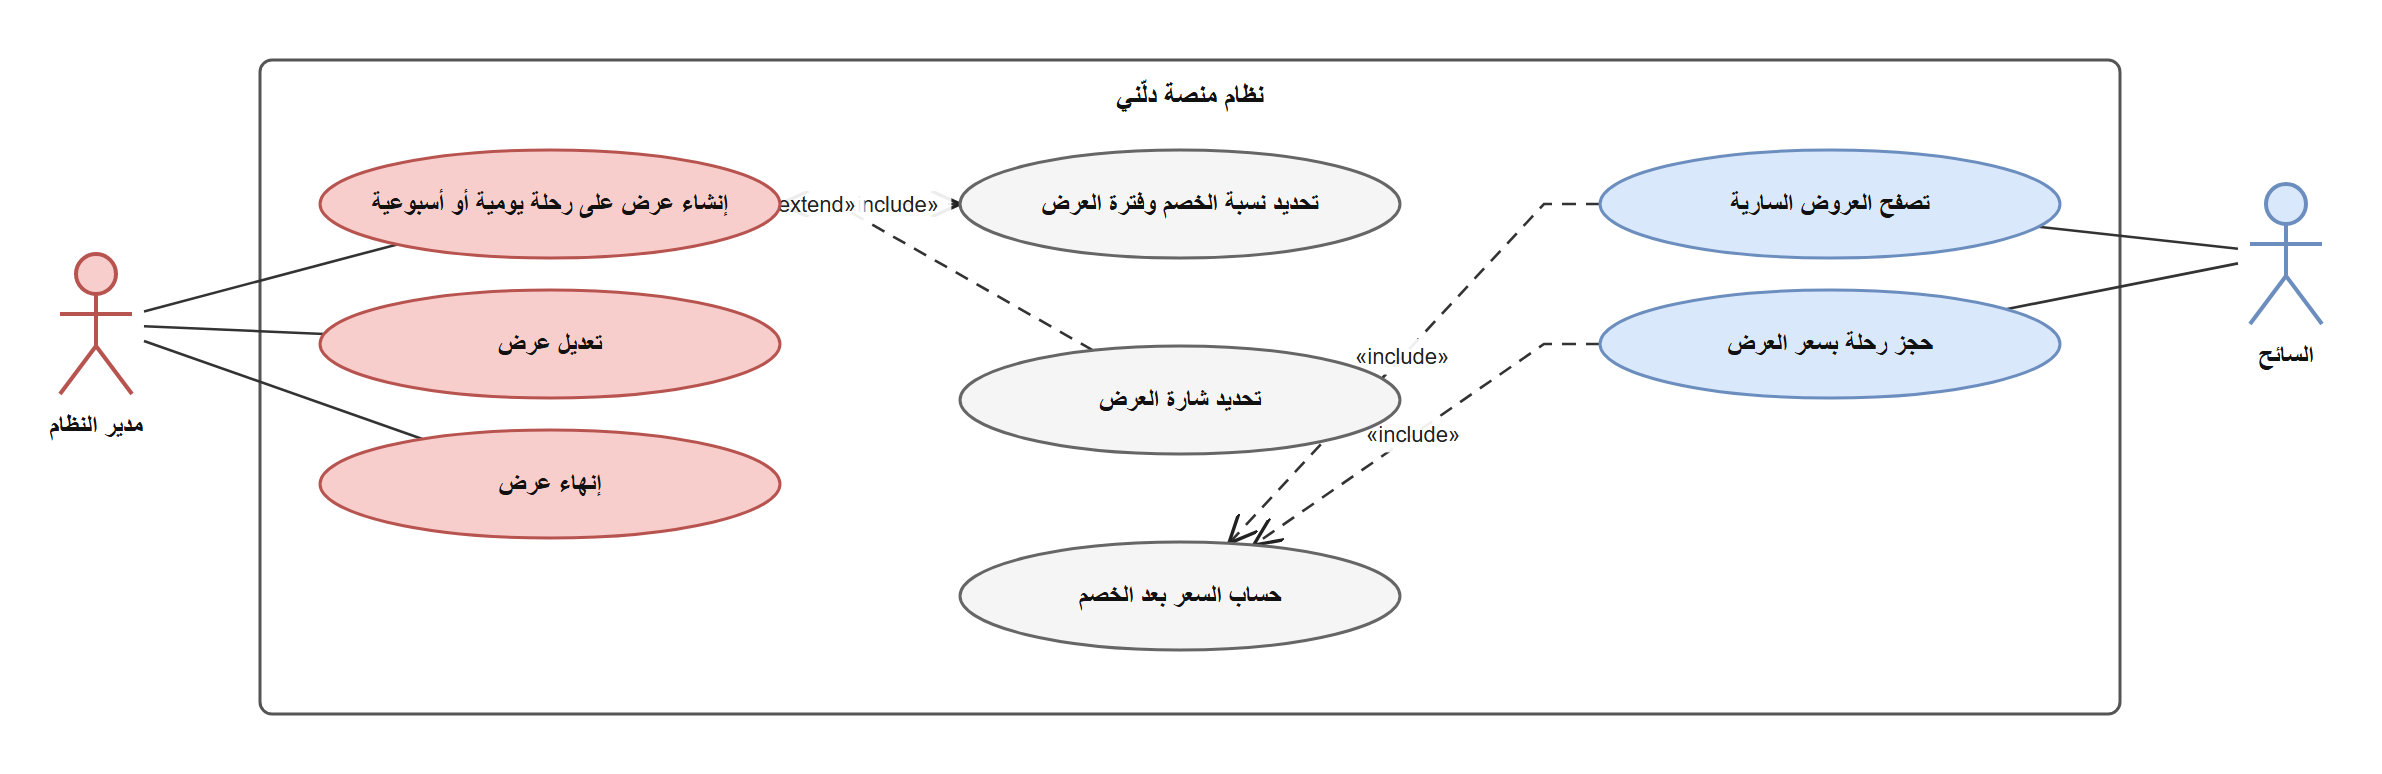 نظام منصة دلّني
إنشاء عرض على رحلة يومية أو أسبوعية
extend»
nclude»
تحديد نسبة الخصم وفترة العرض
تصفح العروض السارية
تعديل عرض
«include»
حجز رحلة بسعر العرض
السائح
تحديد شارة العرض
مدير النظام
«include»
إنهاء عرض
حساب السعر بعد الخصم